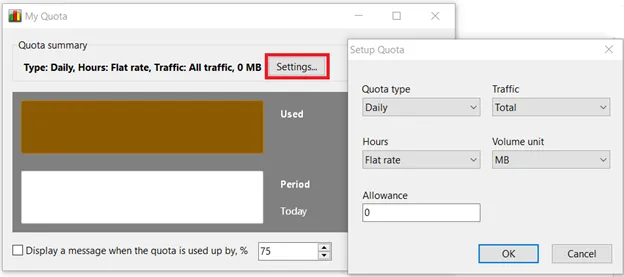 My Quota
Quota summary
Type: Daily, Hours: Flat rate, Traffic: All traffic, 0 MB
Settings...
Used
Period
Today
Display a message when the quota is used up by, %
75
Setup Quota
Quota type
Traffic
Daily
Total
Hours
Volume unit
Flat rate
MB
Allowance
0
OK
Cancel